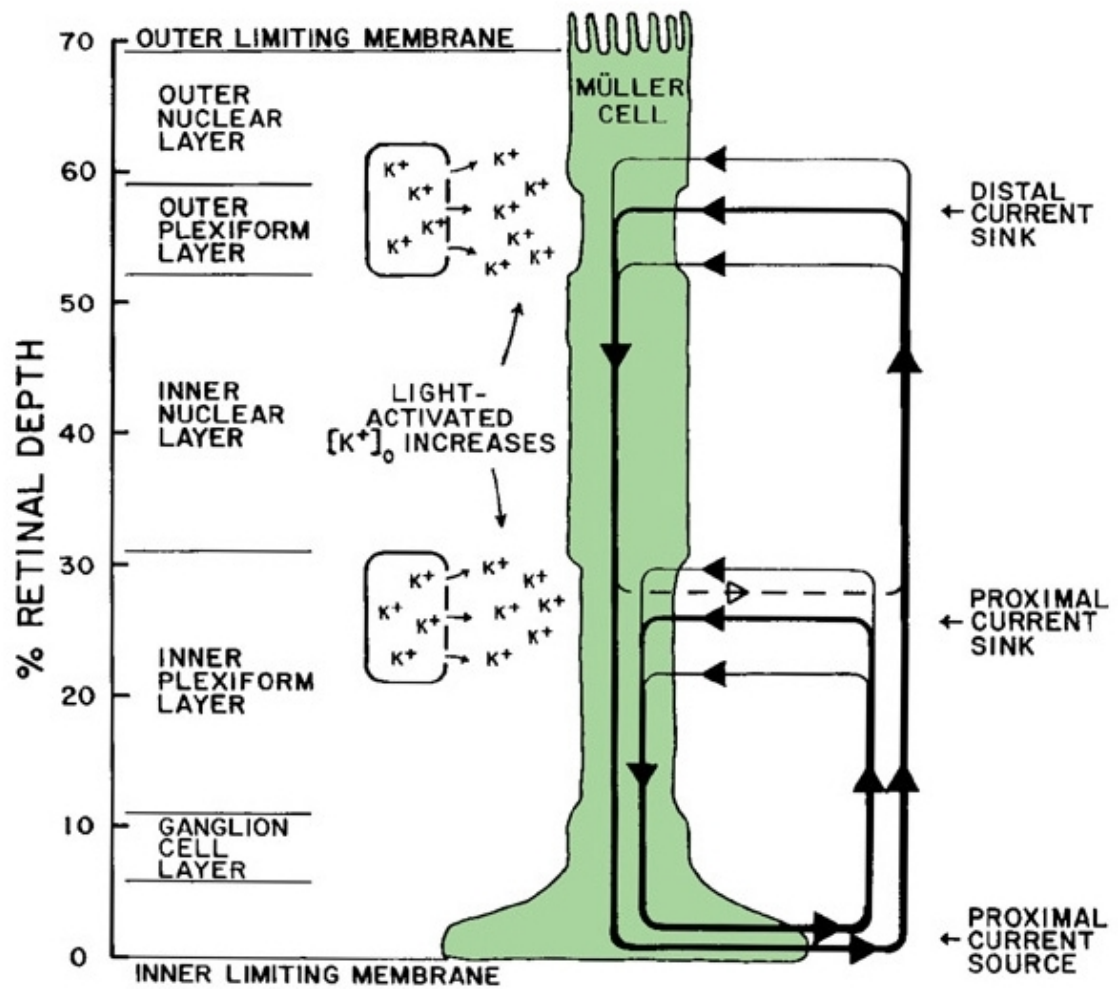 70
OUTER LIMITING MEMBRANE
MÜLLER
CELL
OUTER
NUCLEAR
LAYER
K+
K+
K+
K+
60
K+
K+
K+
OUTER
PLEXIFORM
LAYER
K+
K+
K+
K+
K+
DISTAL
CURRENT
SINK
50
% RETINAL DEPTH
INNER
NUCLEAR
LAYER
LIGHT-
ACTIVATED
[K+]o INCREASES
40
30
K+
K+
K+
K+
K+
K+
K+
K+
K+
K+
PROXIMAL
CURRENT
SINK
INNER
PLEXIFORM
LAYER
20
10
GANGLION
CELL
LAYER
PROXIMAL
CURRENT
SOURCE
0
INNER LIMITING MEMBRANE